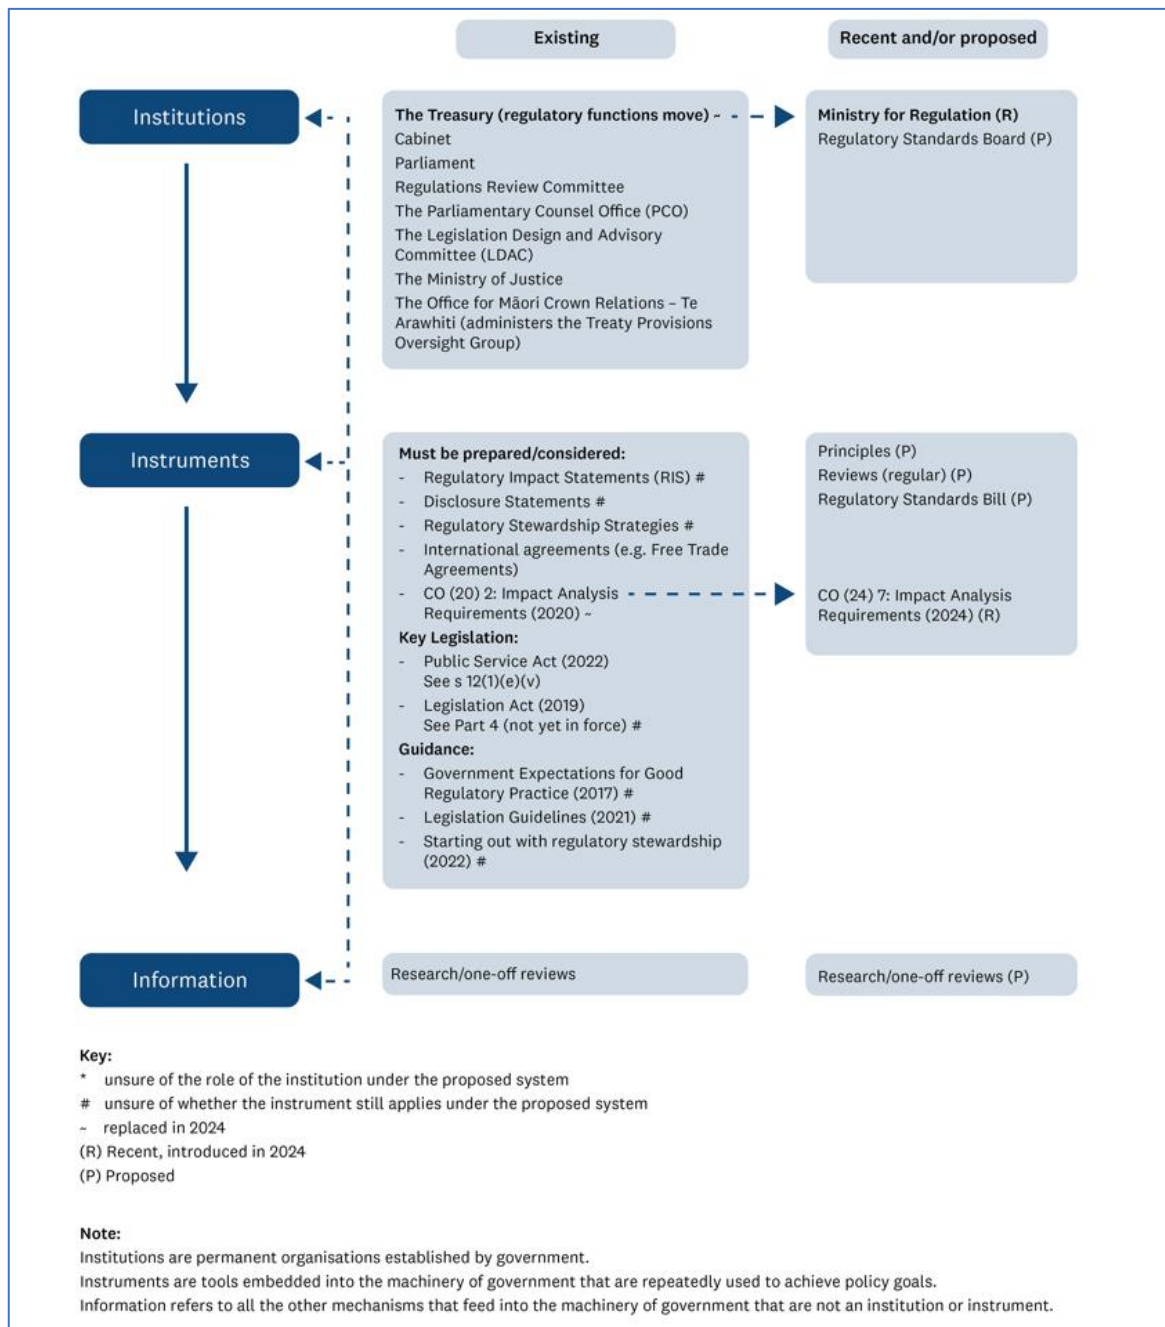 Existing
Recent and/or proposed
Institutions
The Treasury (regulatory functions move) ~
Cabinet
Parliament
Regulations Review Committee
The Parliamentary Counsel Office (PCO)
The Legislation Design and Advisory
Committee (LDAC)
The Ministry of Justice
The Office for Māori Crown Relations – Te
Arawhiti (administers the Treaty Provisions
Oversight Group)
Ministry for Regulation (R)
Regulatory Standards Board (P)
Instruments
Must be prepared/considered:
- Regulatory Impact Statements (RIS) #
- Disclosure Statements #
- Regulatory Stewardship Strategies #
- International agreements (e.g. Free Trade
Agreements)
- CO (20) 2: Impact Analysis
Requirements (2020) ~
Key Legislation:
- Public Service Act (2022)
See s 12(1)(e)(v)
- Legislation Act (2019)
See Part 4 (not yet in force) #
Guidance:
- Government Expectations for Good
Regulatory Practice (2017) #
- Legislation Guidelines (2021) #
- Starting out with regulatory stewardship
(2022) #
Principles (P)
Reviews (regular) (P)
Regulatory Standards Bill (P)
CO (24) 7: Impact Analysis
Requirements (2024) (R)
Information
Research/one-off reviews
Research/one-off reviews (P)
Key:
* unsure of the role of the institution under the proposed system
# unsure of whether the instrument still applies under the proposed system
~ replaced in 2024
(R) Recent, introduced in 2024
(P) Proposed
Note:
Institutions are permanent organisations established by government.
Instruments are tools embedded into the machinery of government that are repeatedly used to achieve policy goals.
Information refers to all the other mechanisms that feed into the machinery of government that are not an institution or instrument.